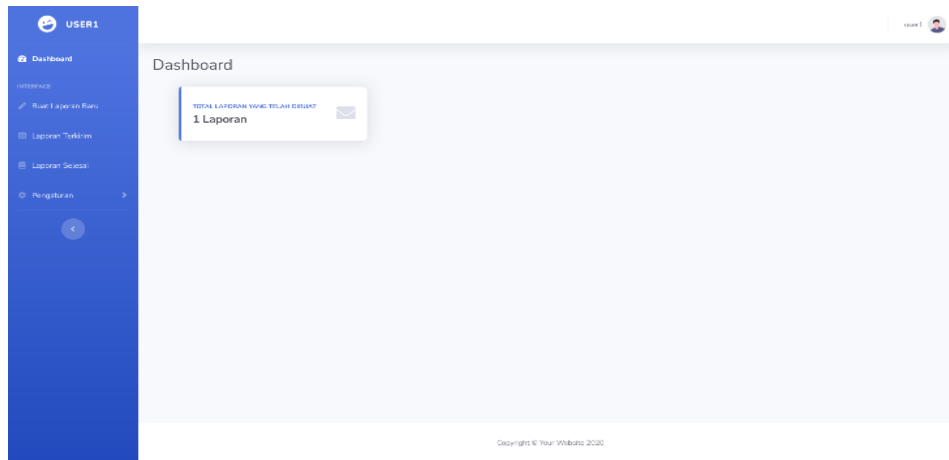 USER1
user1
Dashboard
INTERFACE
Buat Laporan Baru
Laporan Terkirim
Laporan Selesai
Pengaturan
Dashboard
TOTAL LAPORAN YANG TELAH DIBUAT
1 Laporan
Copyright © Your Website 2020